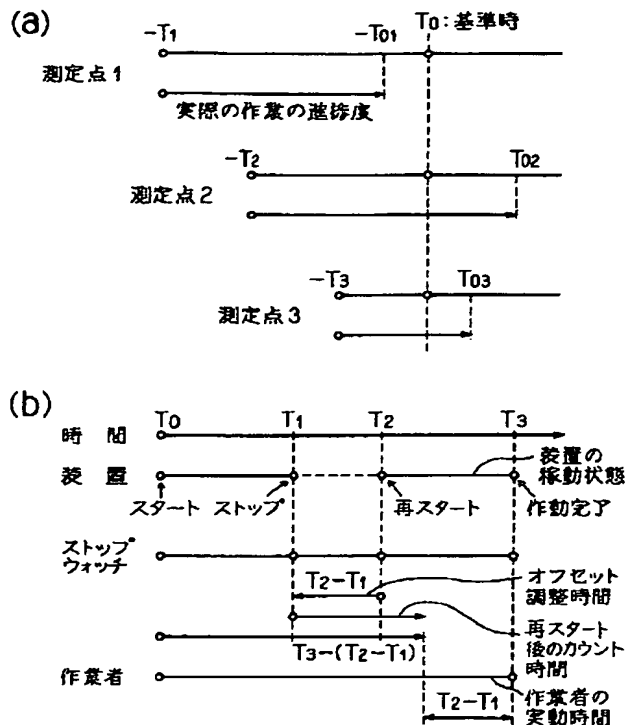 (a)
T0:基準時
-T1
-T01
測定点1
実際の作業の進捗度
-T2
T02
測定点2
-T3
T03
測定点3
(b)
T0
T1
T2
T3
時間
装置の
稼動状態
装置
スタート
ストップ
再スタート
作動完了
ストップ
ウォッチ
T2-T1
オフセット
調整時間
再スタート
後のカウント
時間
T3-(T2-T1)
作業者
T2-T1
作業者の
実動時間